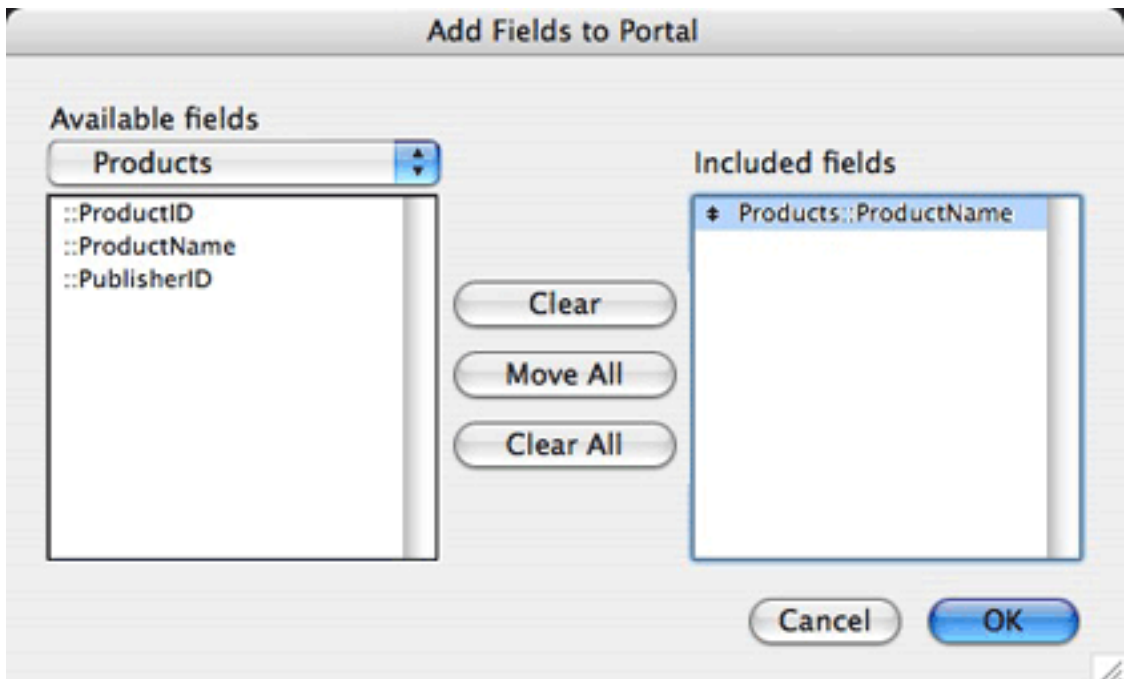 Add Fields to Portal
Available fields
Products
Included fields
::ProductID
::ProductName
::PublisherID
Products::ProductName
Clear
Move All
Clear All
Cancel
OK